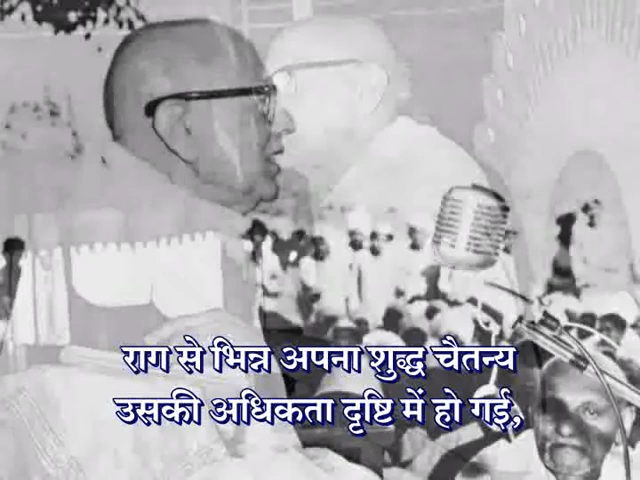 राग से भिन्न अपना शुद्ध चैतन्य
उसकी अधिकता दृष्टि में हो गई,